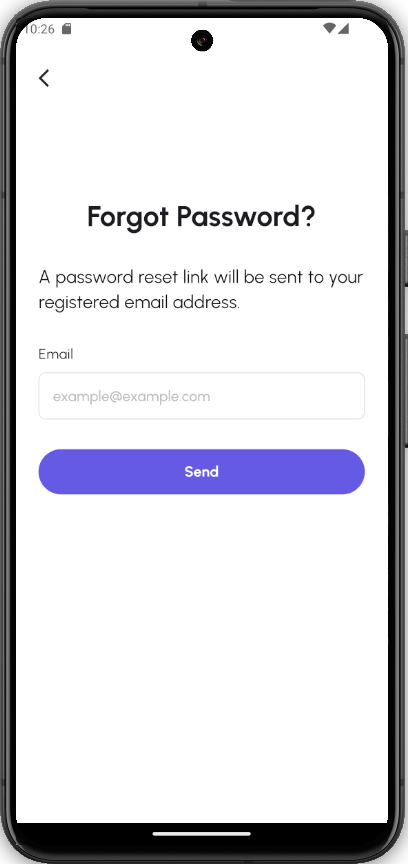 10:26
Forgot Password?
A password reset link will be sent to your
registered email address.
Email
example@example.com
Send